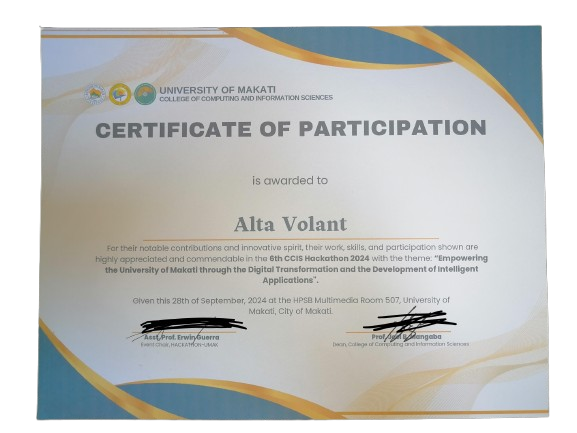 UNIVERSITY OF MAKATI
COLLEGE OF COMPUTING AND INFORMATION SCIENCES
CERTIFICATE OF PARTICIPATION
is awarded to
Alta Volant
For their notable contributions and innovative spirit, their work, skills, and participation shown are
highly appreciated and commendable in the 6th CCIS Hackathon 2024 with the theme: "Empowering
the University of Makati through the Digital Transformation and the Development of Intelligent
Applications".
Given this 28th of September, 2024 at the HPSB Multimedia Room 507, University of
Makati, City of Makati.
Asst. Prof. Erwin Guerra
Prof. Mangaba
Event Chair, HACKATHON-UMAK
Dean, College of Computing and Information Sciences